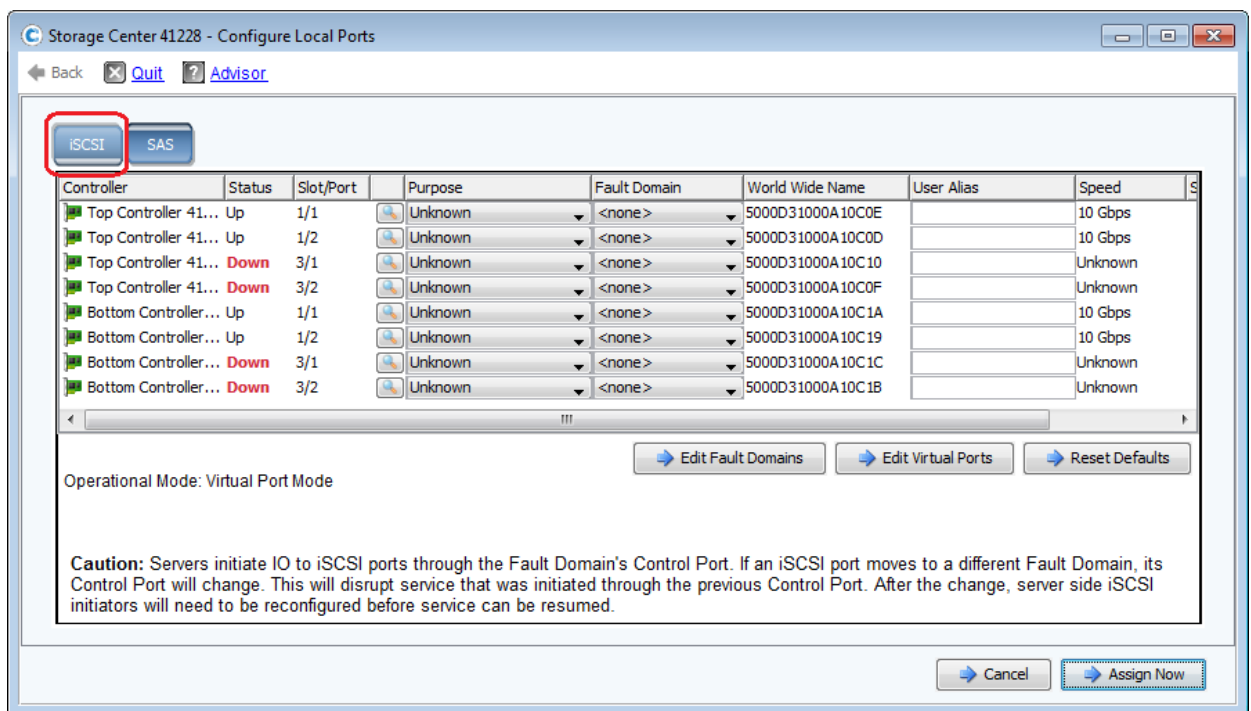 Storage Center 41228 - Configure Local Ports
Back Quit Advisor
iSCSI SAS
Controller Status Slot/Port Purpose Fault Domain World Wide Name User Alias Speed S
Top Controller 41... Up 1/1 Unknown <none> 5000D31000A10C0E 10 Gbps
Top Controller 41... Up 1/2 Unknown <none> 5000D31000A10C0D 10 Gbps
Top Controller 41... Down 3/1 Unknown <none> 5000D31000A10C10 Unknown
Top Controller 41... Down 3/2 Unknown <none> 5000D31000A10C0F Unknown
Bottom Controller... Up 1/1 Unknown <none> 5000D31000A10C1A 10 Gbps
Bottom Controller... Up 1/2 Unknown <none> 5000D31000A10C19 10 Gbps
Bottom Controller... Down 3/1 Unknown <none> 5000D31000A10C1C Unknown
Bottom Controller... Down 3/2 Unknown <none> 5000D31000A10C1B Unknown
Edit Fault Domains Edit Virtual Ports Reset Defaults
Operational Mode: Virtual Port Mode
Caution: Servers initiate IO to iSCSI ports through the Fault Domain's Control Port. If an iSCSI port moves to a different Fault Domain, its
Control Port will change. This will disrupt service that was initiated through the previous Control Port. After the change, server side iSCSI
initiators will need to be reconfigured before service can be resumed.
Cancel Assign Now